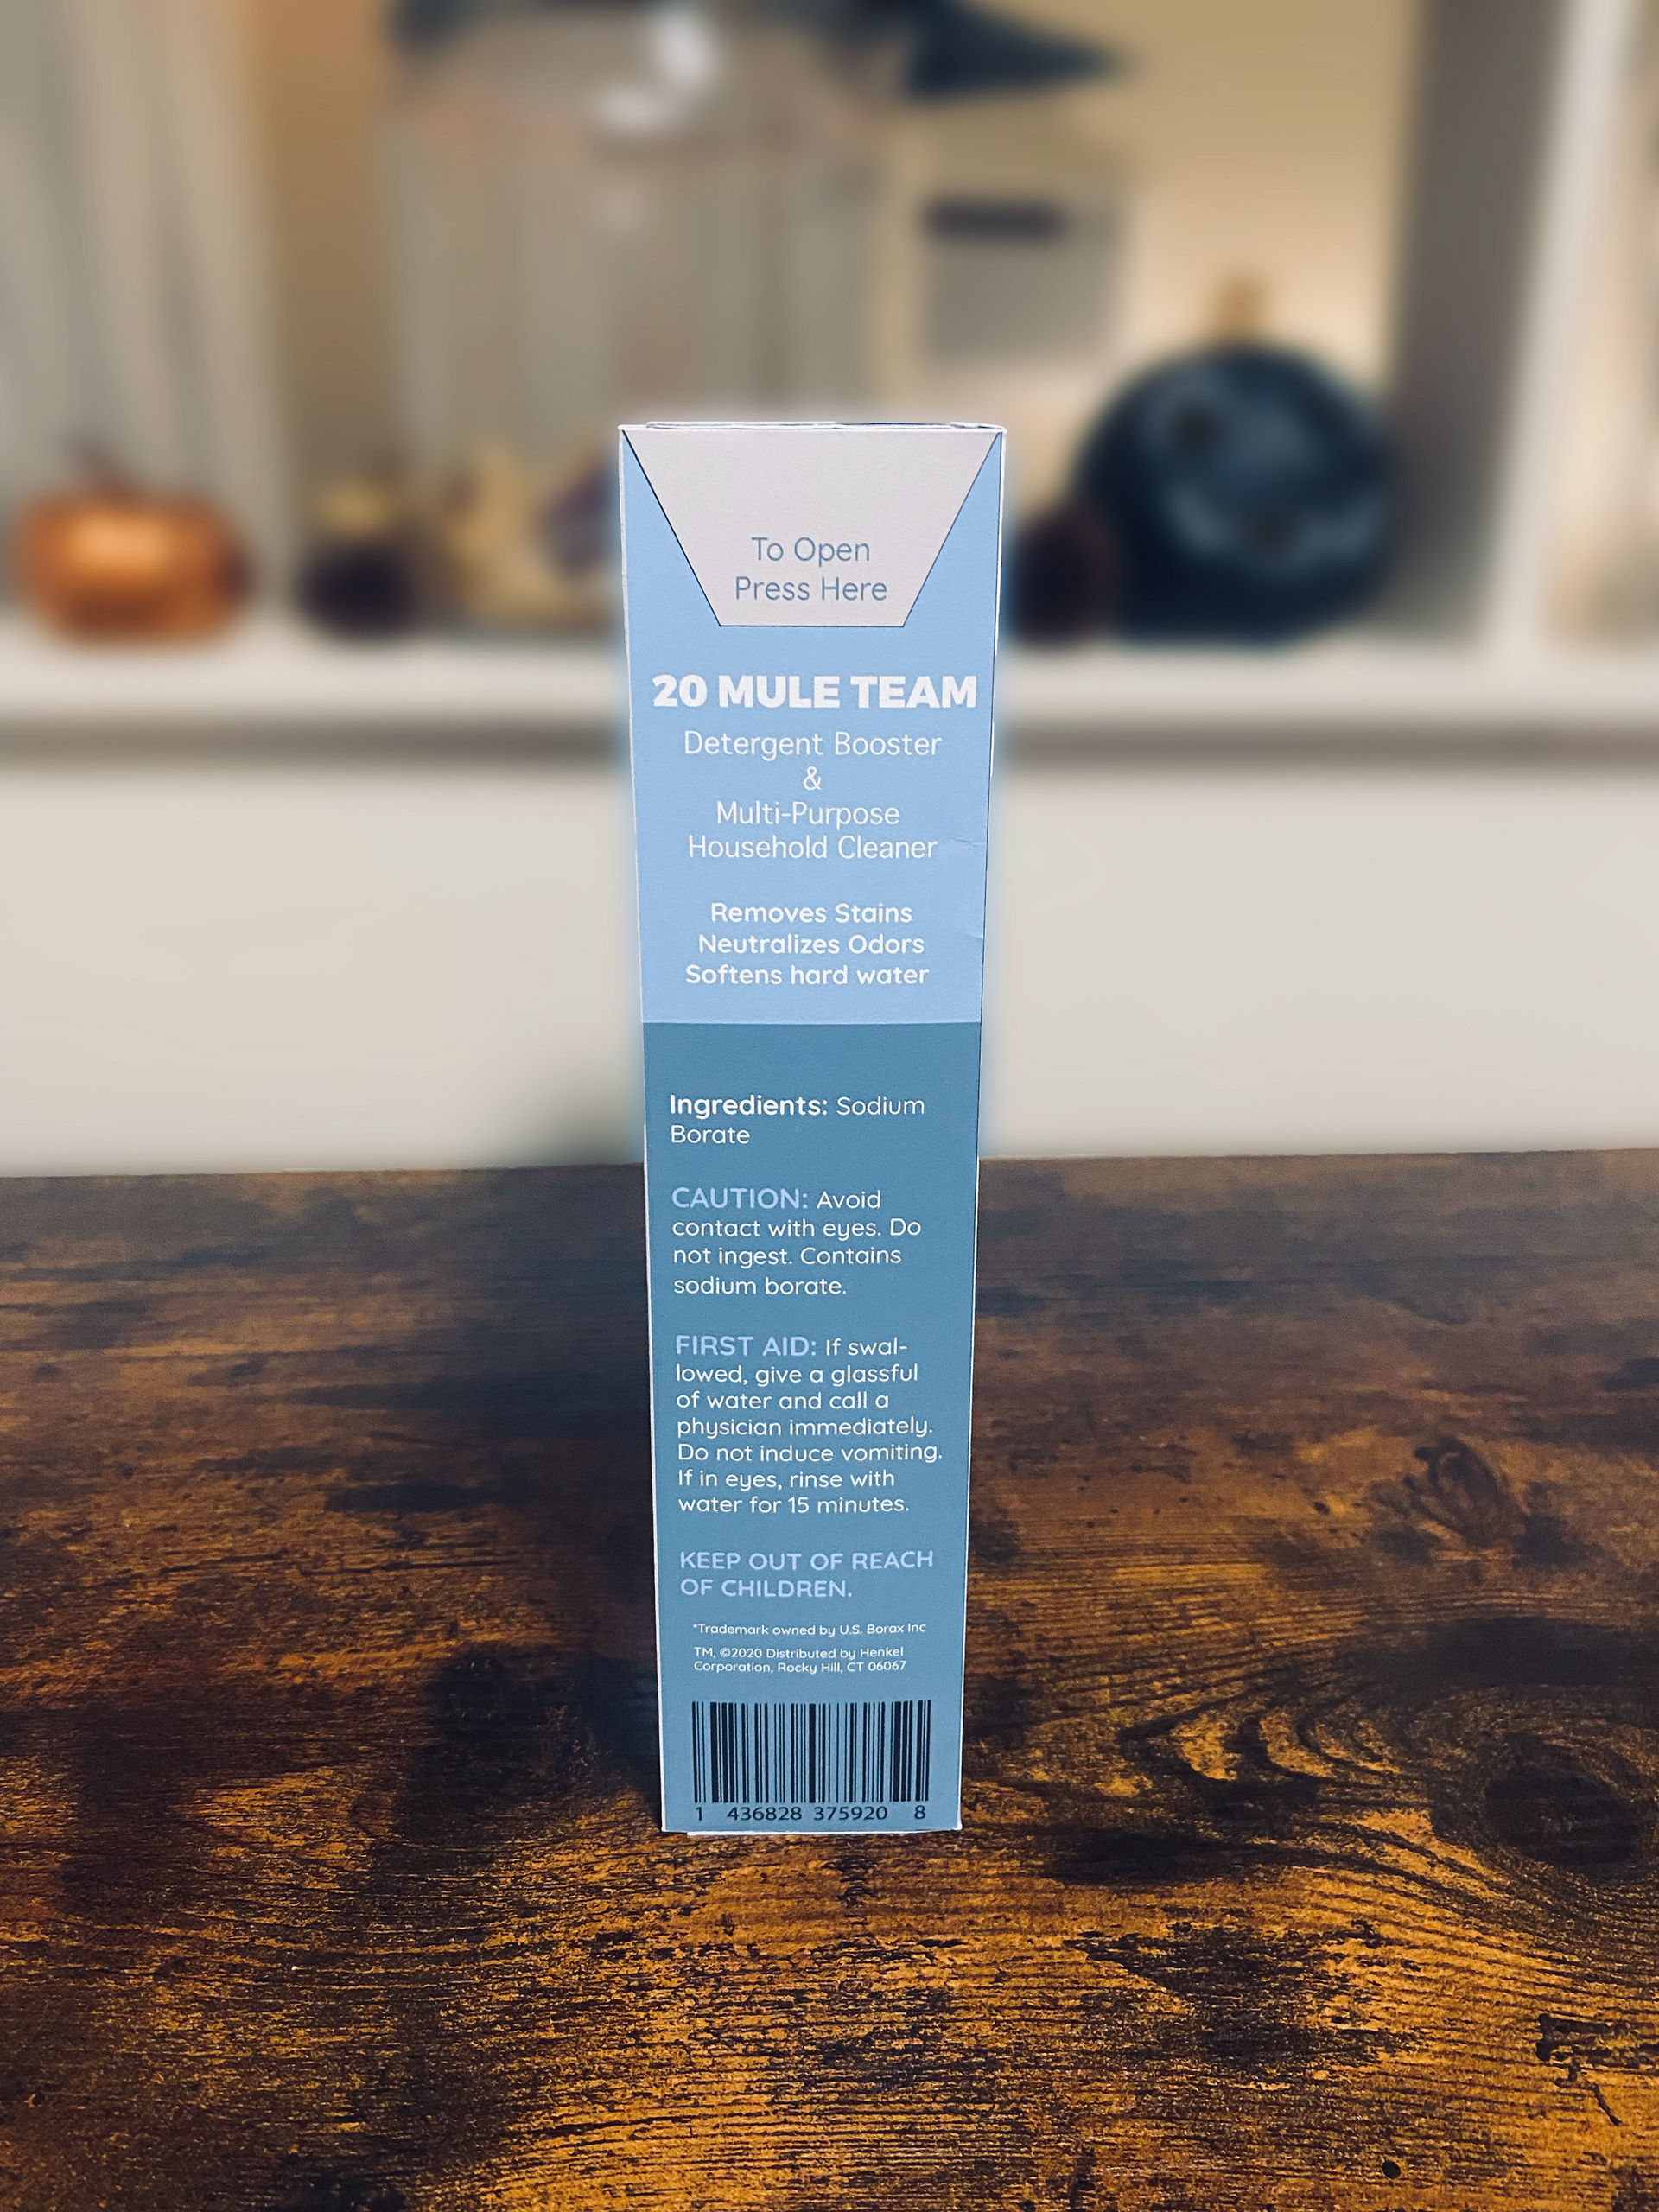 To Open
Press Here
20 MULE TEAM
Detergent Booster
&
Multi-Purpose
Household Cleaner
Removes Stains
Neutralizes Odors
Softens hard water
Ingredients: Sodium
Borate
CAUTION: Avoid
contact with eyes. Do
not ingest. Contains
sodium borate.
FIRST AID: If swal-
lowed, give a glassful
of water and call a
physician immediately.
Do not induce vomiting.
If in eyes, rinse with
water for 15 minutes.
KEEP OUT OF REACH
OF CHILDREN.
*Trademark owned by U.S. Borax Inc
TM, ©2020 Distributed by Henkel
Corporation, Rocky Hill, CT 06067
1 436828 375920 8